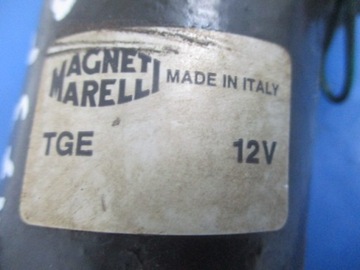 MAGNETI MARELLI MADE IN ITALY
TGE 12V